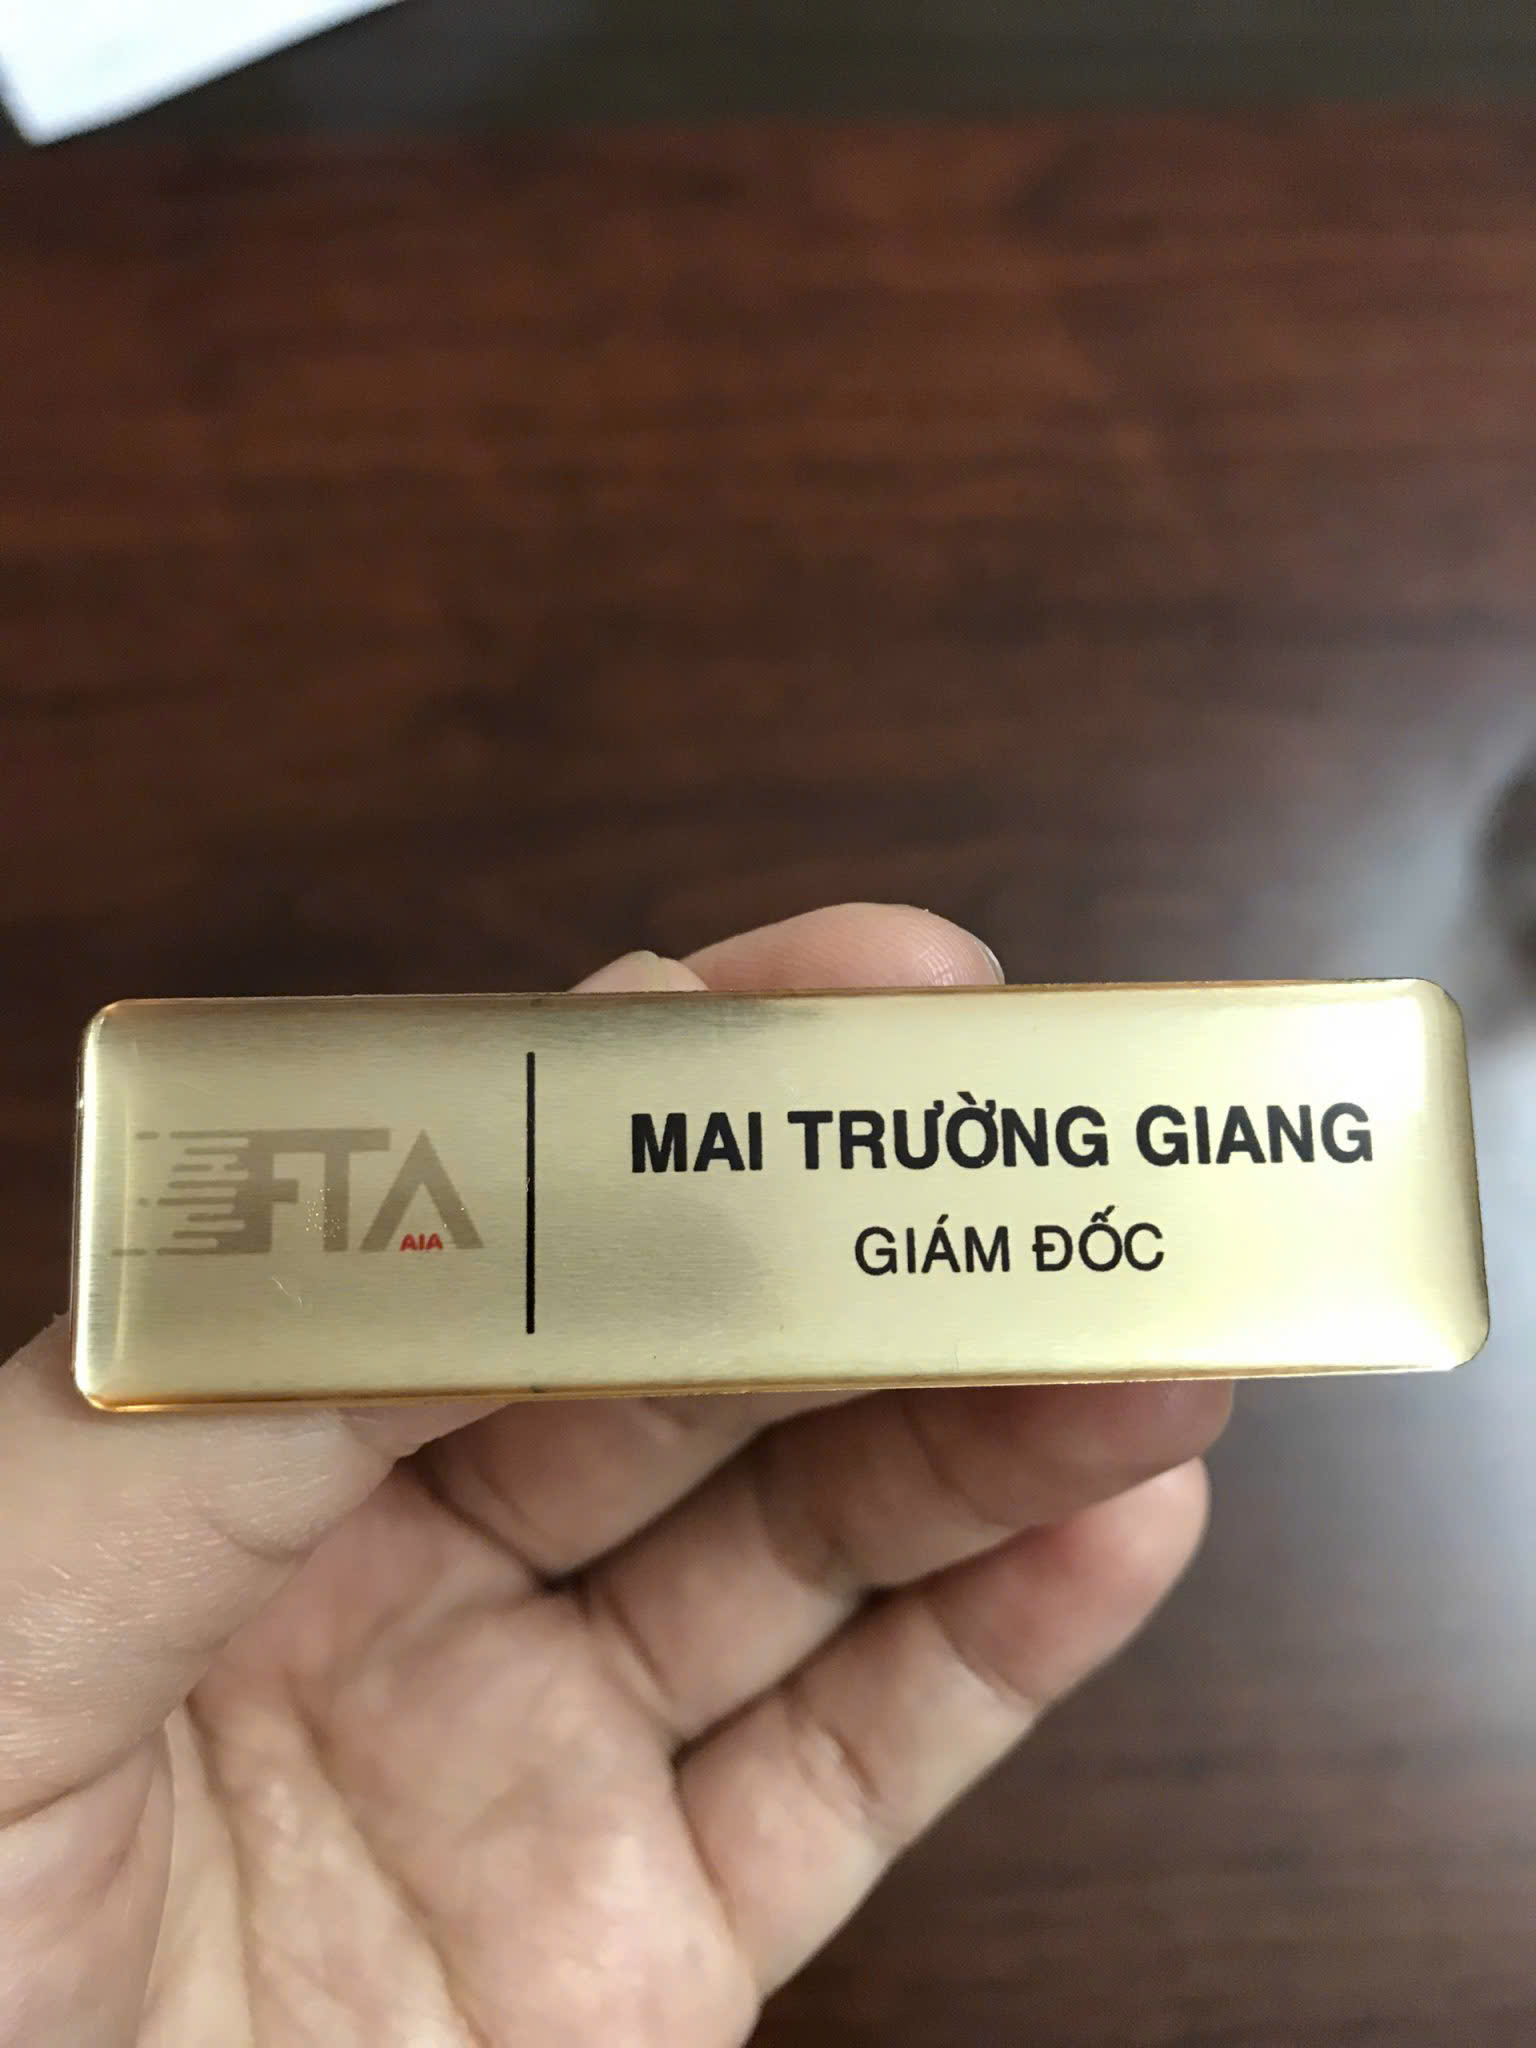 FTA
AIA
MAI TRƯỜNG GIANG
GIÁM ĐỐC